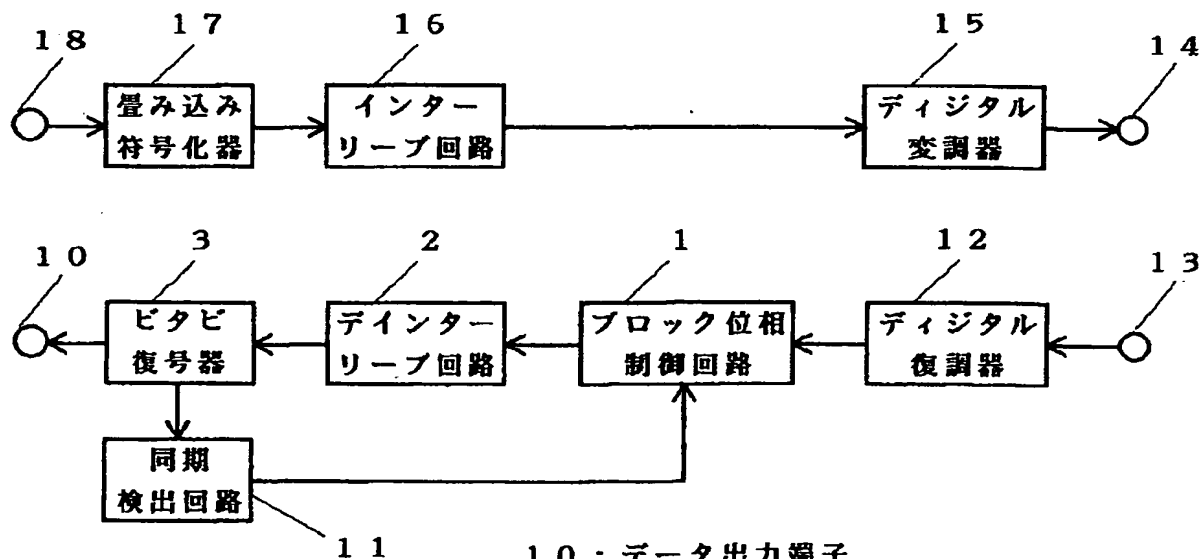 18
17
16
15
14
畳み込み
符号化器
インター
リーブ回路
ディジタル
変調器
10
3
2
1
12
13
ビタビ
復号器
デインター
リーブ回路
ブロック位相
制御回路
ディジタル
復調器
同期
検出回路
11
10：データ出力端子